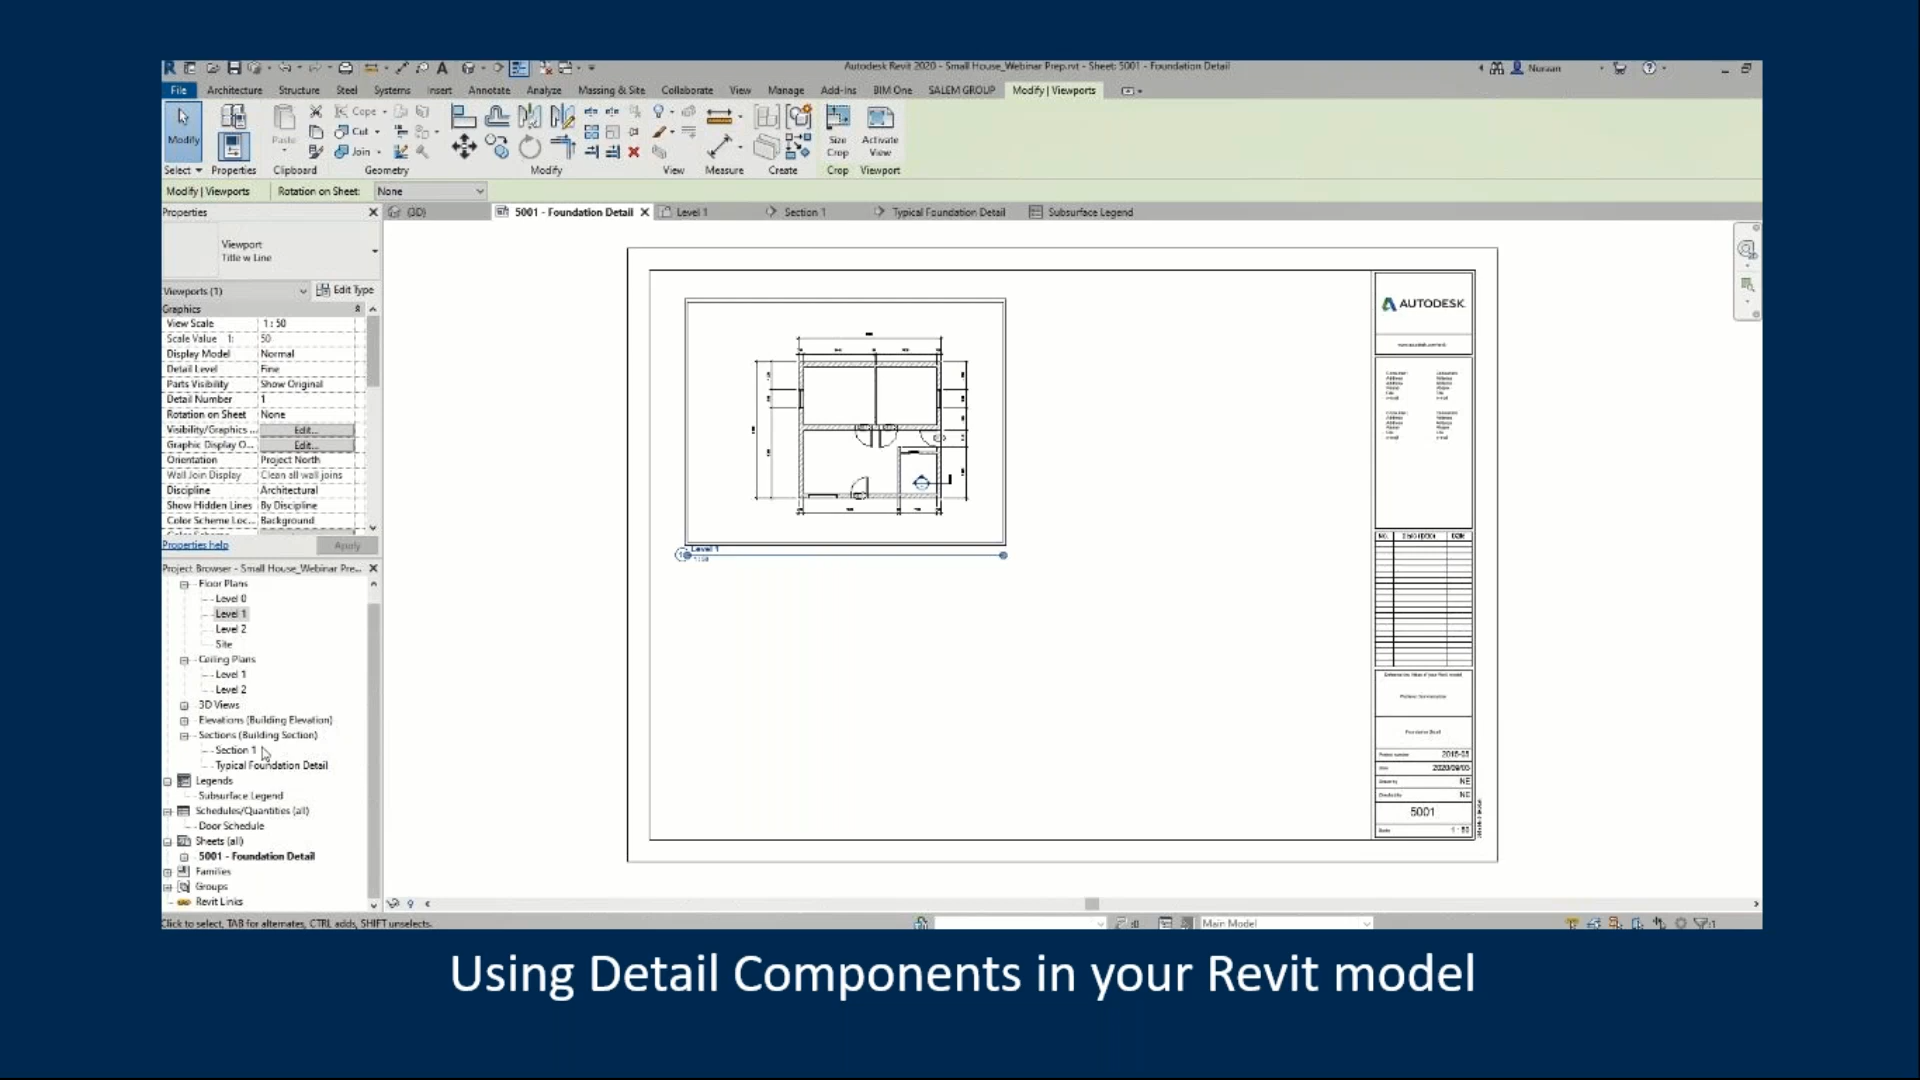 Autodesk Revit 2020 - Small House_Webinar Prep.rvt - Sheet: 5001 - Foundation Detail
Nuraan
File Architecture Structure Steel Systems Insert Annotate Analyze Massing & Site Collaborate View Manage Add-Ins BIM One SALEM GROUP Modify | Viewports
Modify
Paste
Cope
Cut
Join
Size Crop
Activate View
Select Properties Clipboard Geometry Modify View Measure Create Crop Viewport
Modify | Viewports Rotation on Sheet: None
Properties
(3D) 5001 - Foundation Detail Level 1 Section 1 Typical Foundation Detail Subsurface Legend
Viewport
Title w Line
Viewports (1) Edit Type
Graphics
View Scale 1 : 50
Scale Value 1: 50
Display Model Normal
Detail Level Fine
Parts Visibility Show Original
Detail Number 1
Rotation on Sheet None
Visibility/Graphics ... Edit...
Graphic Display O... Edit...
Orientation Project North
Wall Join Display Clean all wall joins
Discipline Architectural
Show Hidden Lines By Discipline
Color Scheme Loc... Background
Properties help Apply
Project Browser - Small House_Webinar Pre...
Floor Plans
Level 0
Level 1
Level 2
Site
Ceiling Plans
Level 1
Level 2
3D Views
Elevations (Building Elevation)
Sections (Building Section)
Section 1
Typical Foundation Detail
Legends
Subsurface Legend
Schedules/Quantities (all)
Door Schedule
Sheets (all)
5001 - Foundation Detail
Families
Groups
Revit Links
Level 1
AUTODESK.
5001
Click to select, TAB for alternates, CTRL adds, SHIFT unselects.
Main Model
Using Detail Components in your Revit model